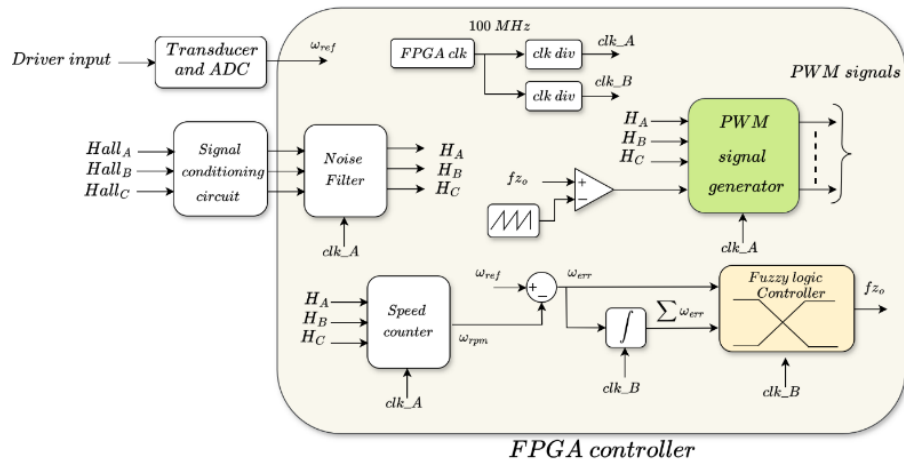 Driver input
Transducer
and ADC
ω_ref
100 MHz
FPGA clk
clk div
clk_A
clk div
clk_B
PWM signals
Hall_A
Hall_B
Hall_C
Signal
conditioning
circuit
Noise
Filter
H_A
H_B
H_C
clk_A
H_A
H_B
H_C
fz_o
+
−
PWM
signal
generator
clk_A
H_A
H_B
H_C
Speed
counter
clk_A
ω_rpm
ω_ref
+
−
ω_err
∫
clk_B
∑ ω_err
Fuzzy logic
Controller
clk_B
fz_o
FPGA controller